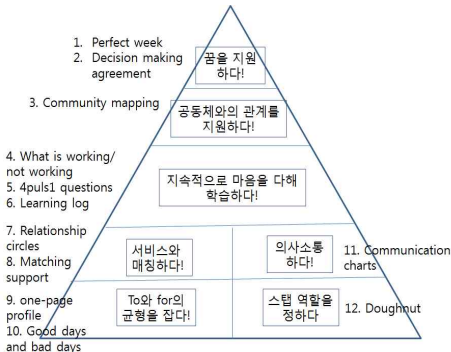 1. Perfect week
2. Decision making
agreement
꿈을 지원
하다!
3. Community mapping
공동체와의 관계를
지원하다!
4. What is working/
not working
5. 4puls1 questions
6. Learning log
지속적으로 마음을 다해
학습하다!
7. Relationship
circles
8. Matching
support
서비스와
매칭하다!
의사소통
하다!
11. Communication
charts
9. one-page
profile
10. Good days
and bad days
To와 for의
균형을 잡다!
스탭 역할을
정하다
12. Doughnut